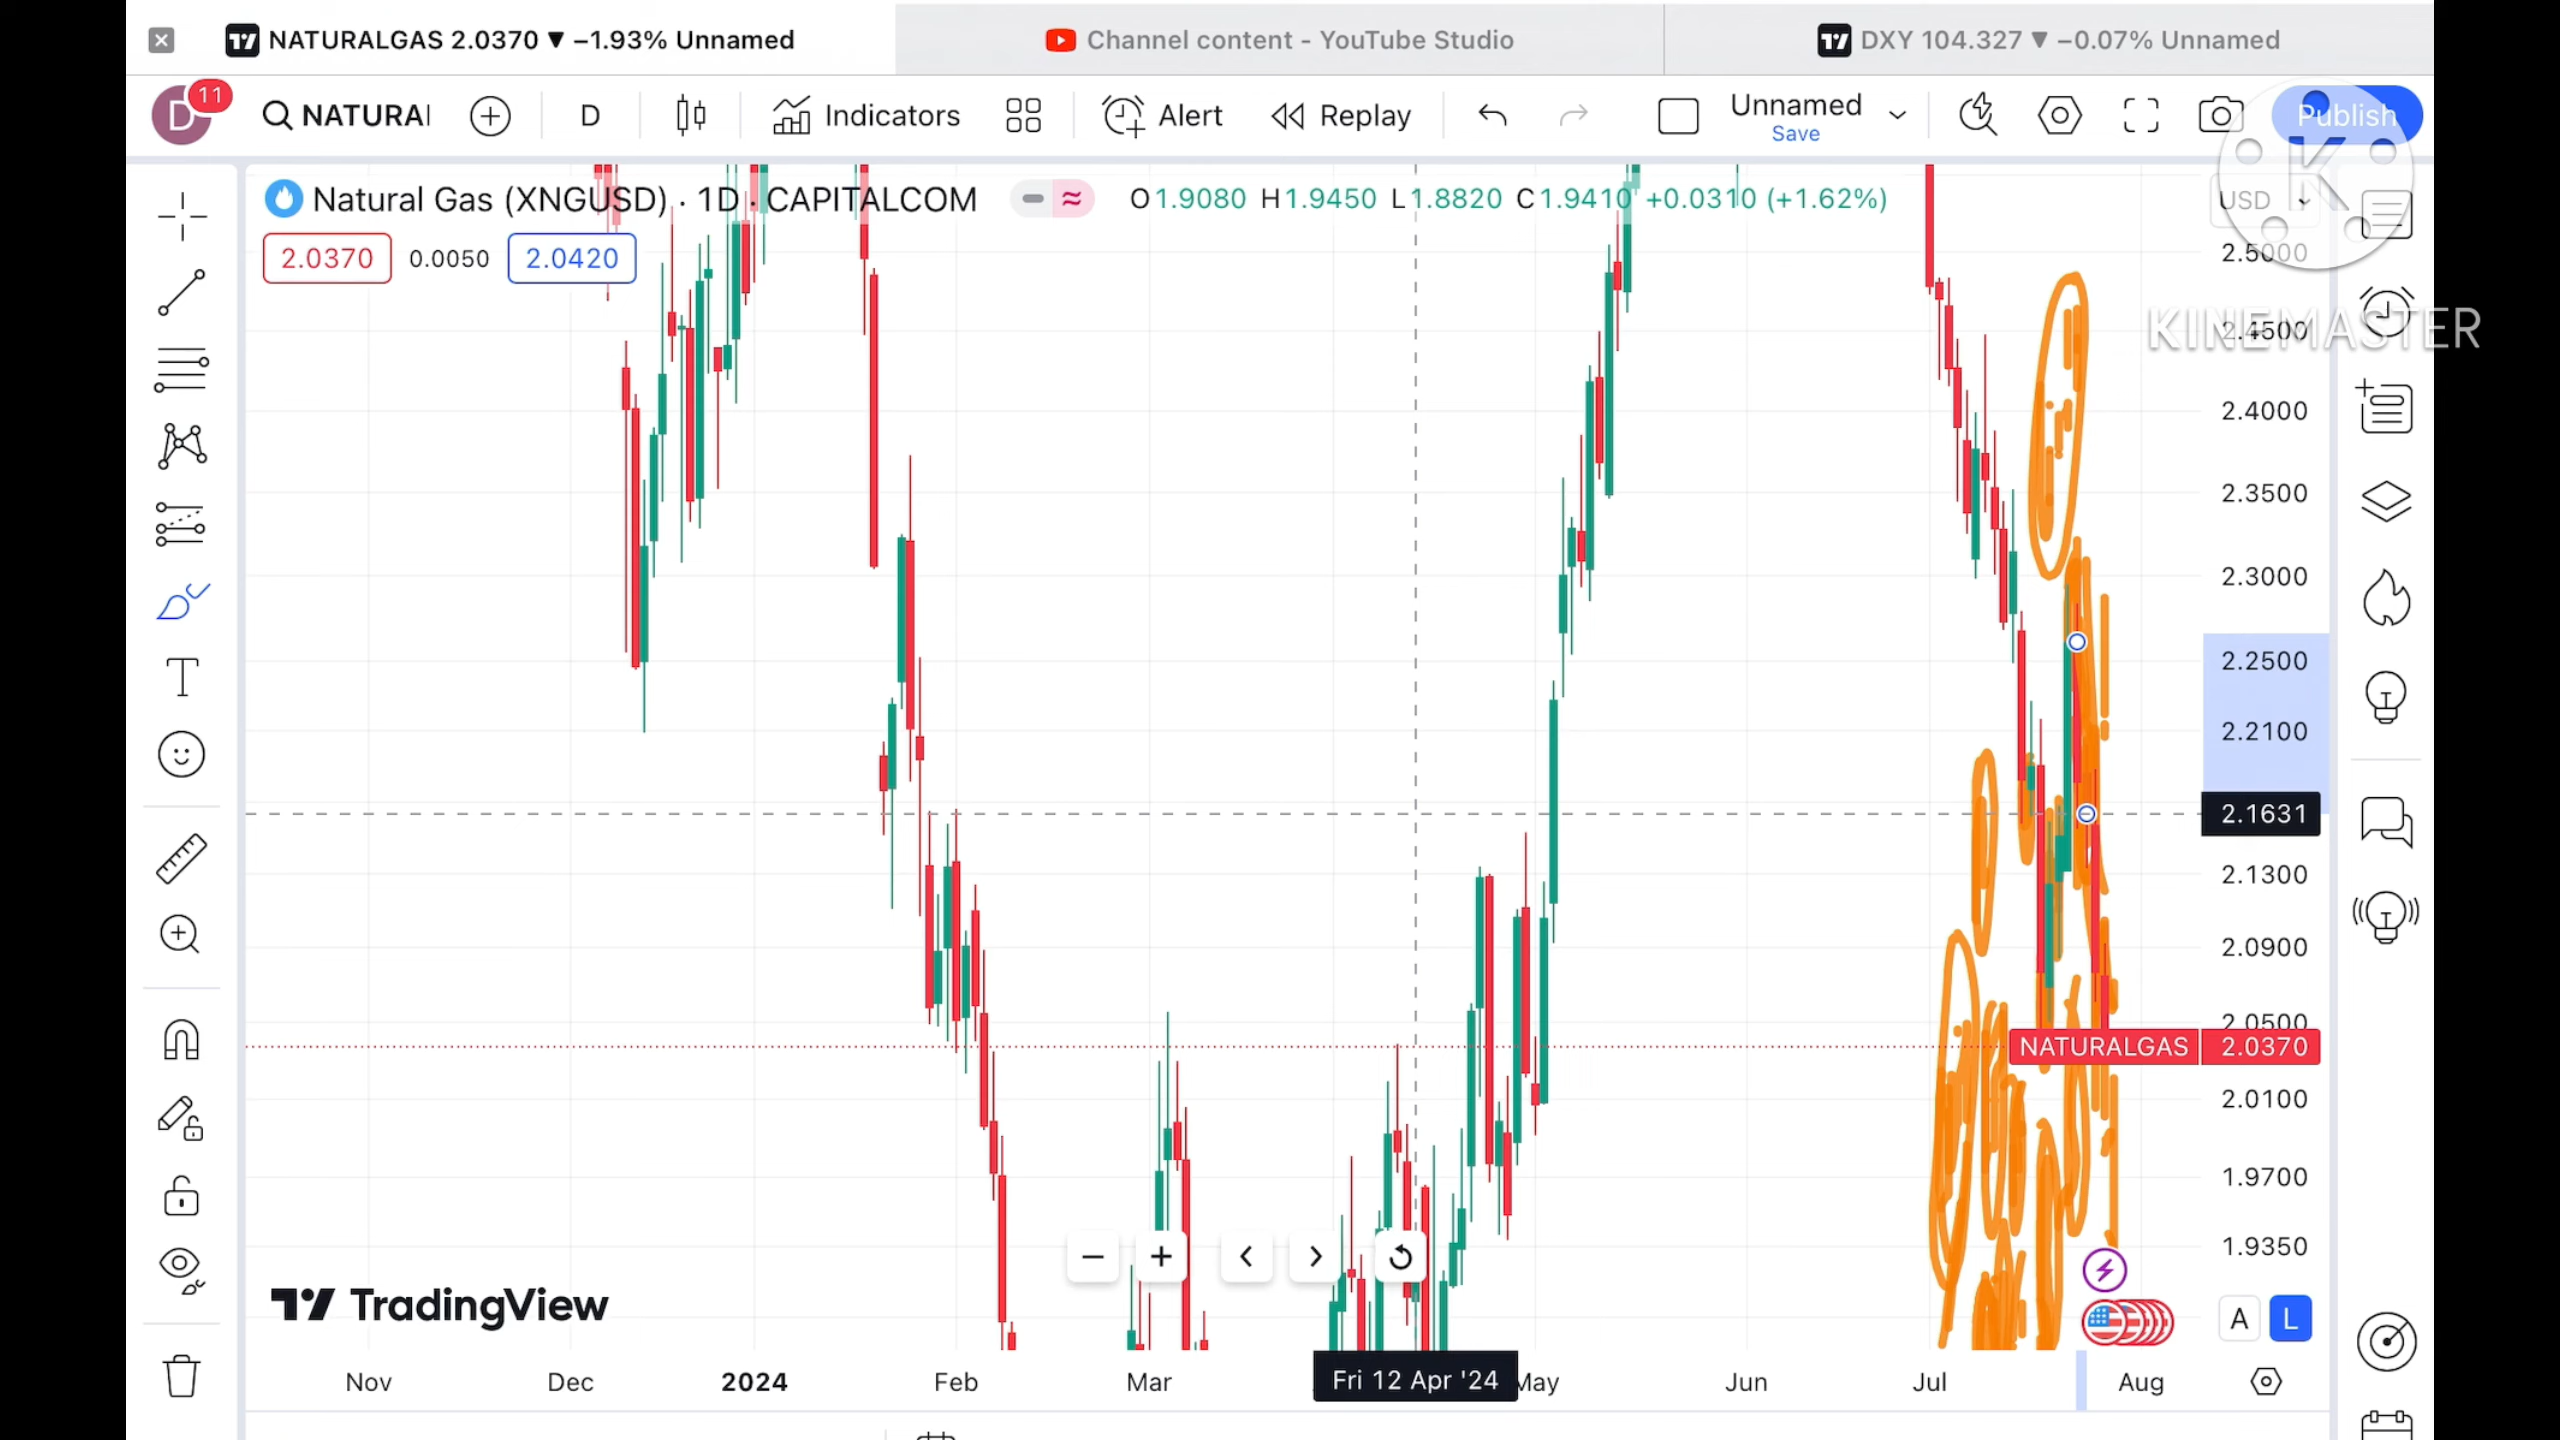 NATURALGAS 2.0370 ▼ −1.93% Unnamed
Channel content - YouTube Studio
DXY 104.327 ▼ −0.07% Unnamed
D
11
NATURA
D
Indicators
Alert
Replay
Unnamed
Save
Publish
K
KINEMASTER
Natural Gas (XNGUSD) · 1D · CAPITALCOM
O1.9080 H1.9450 L1.8820 C1.9410 +0.0310 (+1.62%)
USD
2.0370
0.0050
2.0420
2.5000
2.4500
2.4000
2.3500
2.3000
2.2500
2.2100
2.1631
2.1300
2.0900
2.0500
NATURALGAS 2.0370
2.0100
1.9700
1.9350
TradingView
A
L
Nov
Dec
2024
Feb
Mar
Fri 12 Apr '24
May
Jun
Jul
Aug